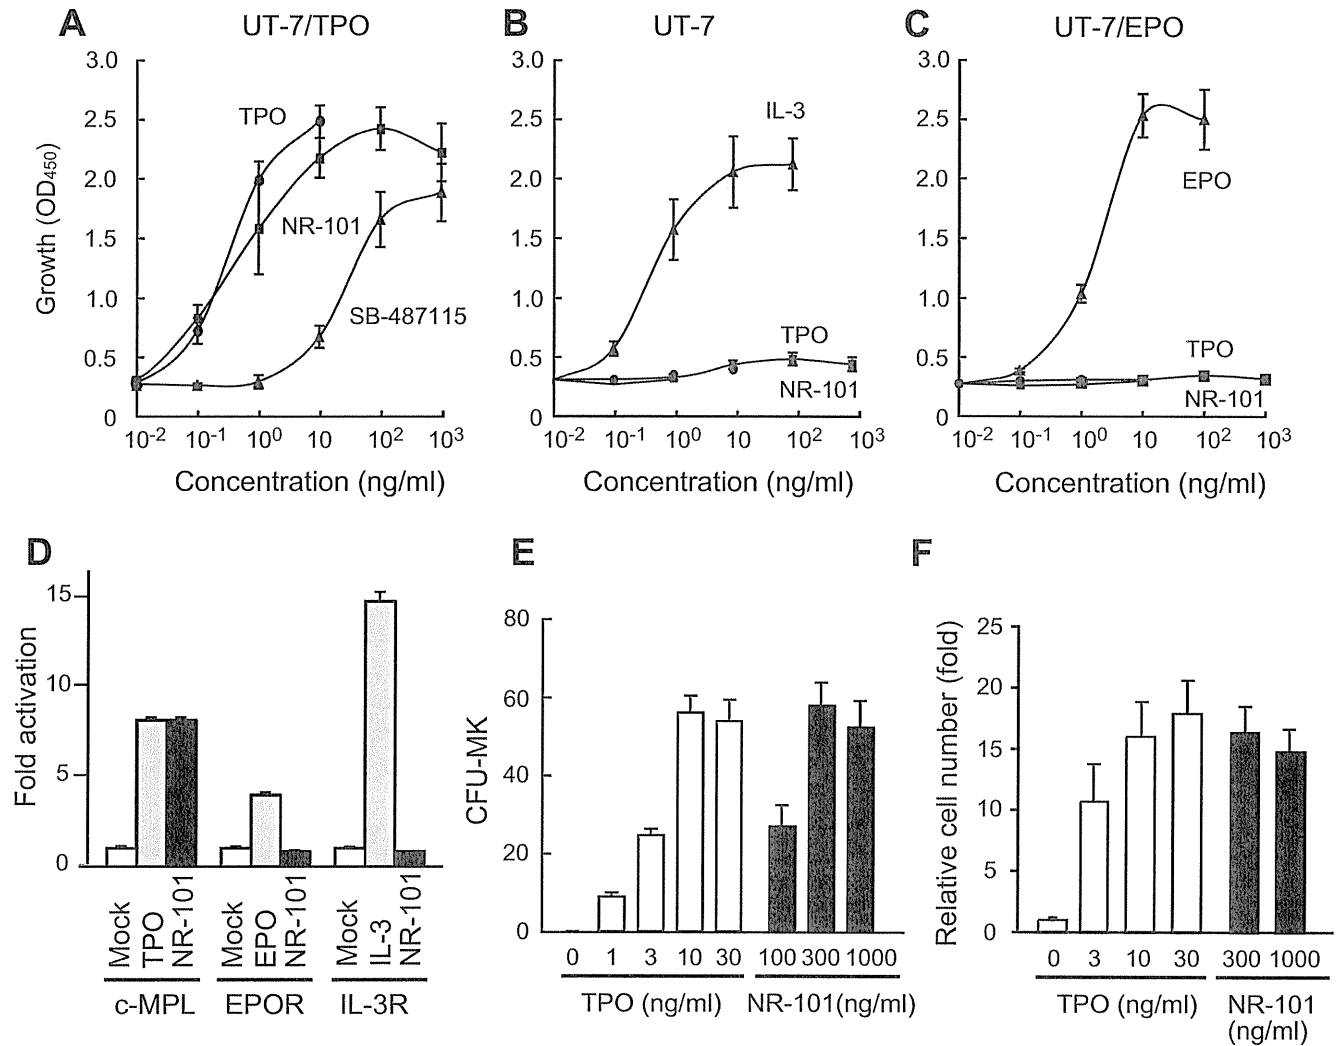 A UT-7/TPO
3.0
2.5
2.0
1.5
1.0
0.5
0
Growth (OD450)
TPO
NR-101
SB-487115
10-2 10-1 100 10 102 103
Concentration (ng/ml)
B UT-7
3.0
2.5
2.0
1.5
1.0
0.5
0
IL-3
TPO
NR-101
10-2 10-1 100 10 102 103
Concentration (ng/ml)
C UT-7/EPO
3.0
2.5
2.0
1.5
1.0
0.5
0
EPO
TPO
NR-101
10-2 10-1 100 10 102 103
Concentration (ng/ml)
D
15
10
5
0
Fold activation
Mock TPO NR-101 Mock EPO NR-101 Mock IL-3 NR-101
c-MPL EPOR IL-3R
E
80
60
40
20
0
CFU-MK
0 1 3 10 30 100 300 1000
TPO (ng/ml) NR-101(ng/ml)
F
25
20
15
10
5
0
Relative cell number (fold)
0 3 10 30 300 1000
TPO (ng/ml) NR-101
(ng/ml)